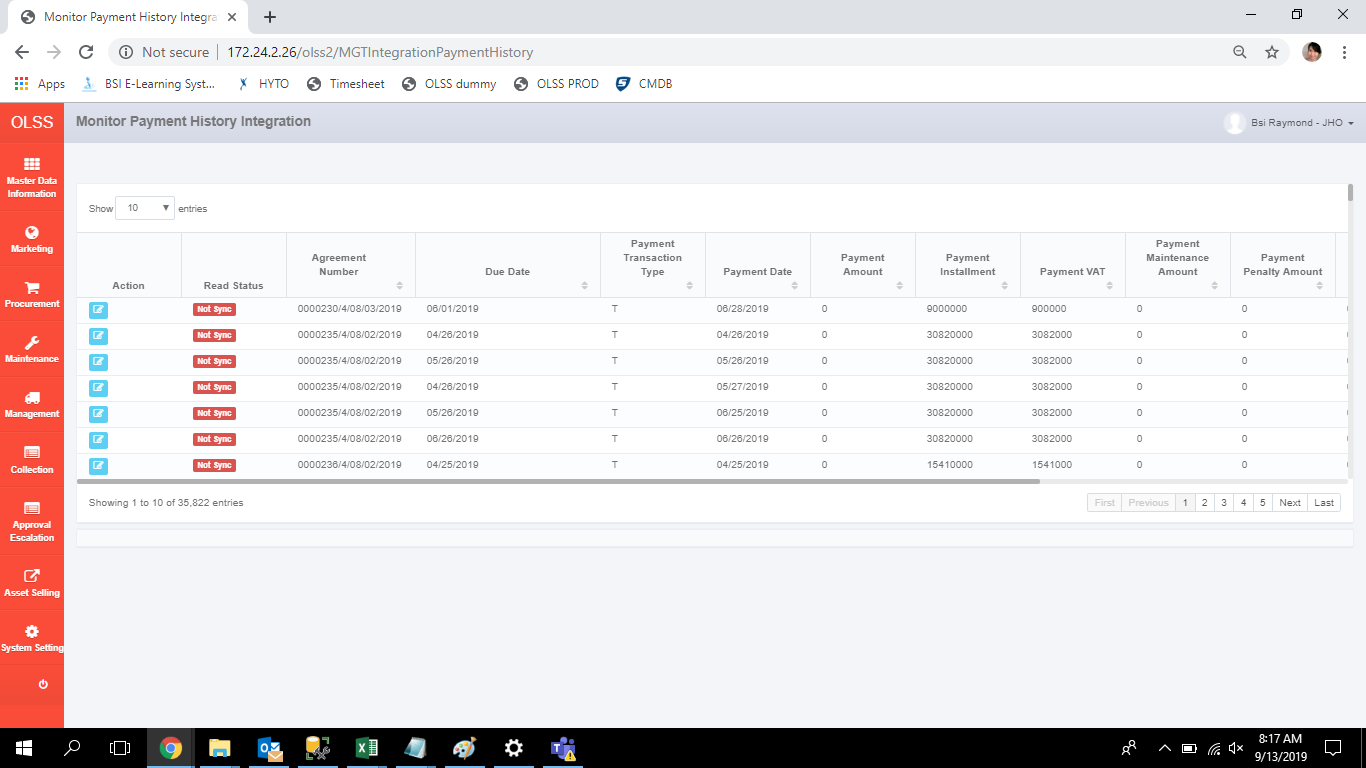 Monitor Payment History Integra
Not secure 172.24.2.26/olss2/MGTIntegrationPaymentHistory
Apps BSI E-Learning Syst... HYTO Timesheet OLSS dummy OLSS PROD CMDB
OLSS Monitor Payment History Integration Bsi Raymond - JHO
Master Data
Information
Marketing
Procurement
Maintenance
Management
Collection
Approval
Escalation
Asset Selling
System Setting
Show 10 entries
Action Read Status Agreement Number Due Date Payment Transaction Type Payment Date Payment Amount Payment Installment Payment VAT Payment Maintenance Amount Payment Penalty Amount
Not Sync 0000230/4/08/03/2019 06/01/2019 T 06/28/2019 0 9000000 900000 0 0
Not Sync 0000235/4/08/02/2019 04/26/2019 T 04/26/2019 0 30820000 3082000 0 0
Not Sync 0000235/4/08/02/2019 05/26/2019 T 05/26/2019 0 30820000 3082000 0 0
Not Sync 0000235/4/08/02/2019 04/26/2019 T 05/27/2019 0 30820000 3082000 0 0
Not Sync 0000235/4/08/02/2019 05/26/2019 T 06/25/2019 0 30820000 3082000 0 0
Not Sync 0000235/4/08/02/2019 06/26/2019 T 06/26/2019 0 30820000 3082000 0 0
Not Sync 0000236/4/08/02/2019 04/25/2019 T 04/25/2019 0 15410000 1541000 0 0
Showing 1 to 10 of 35,822 entries First Previous 1 2 3 4 5 Next Last
8:17 AM
9/13/2019